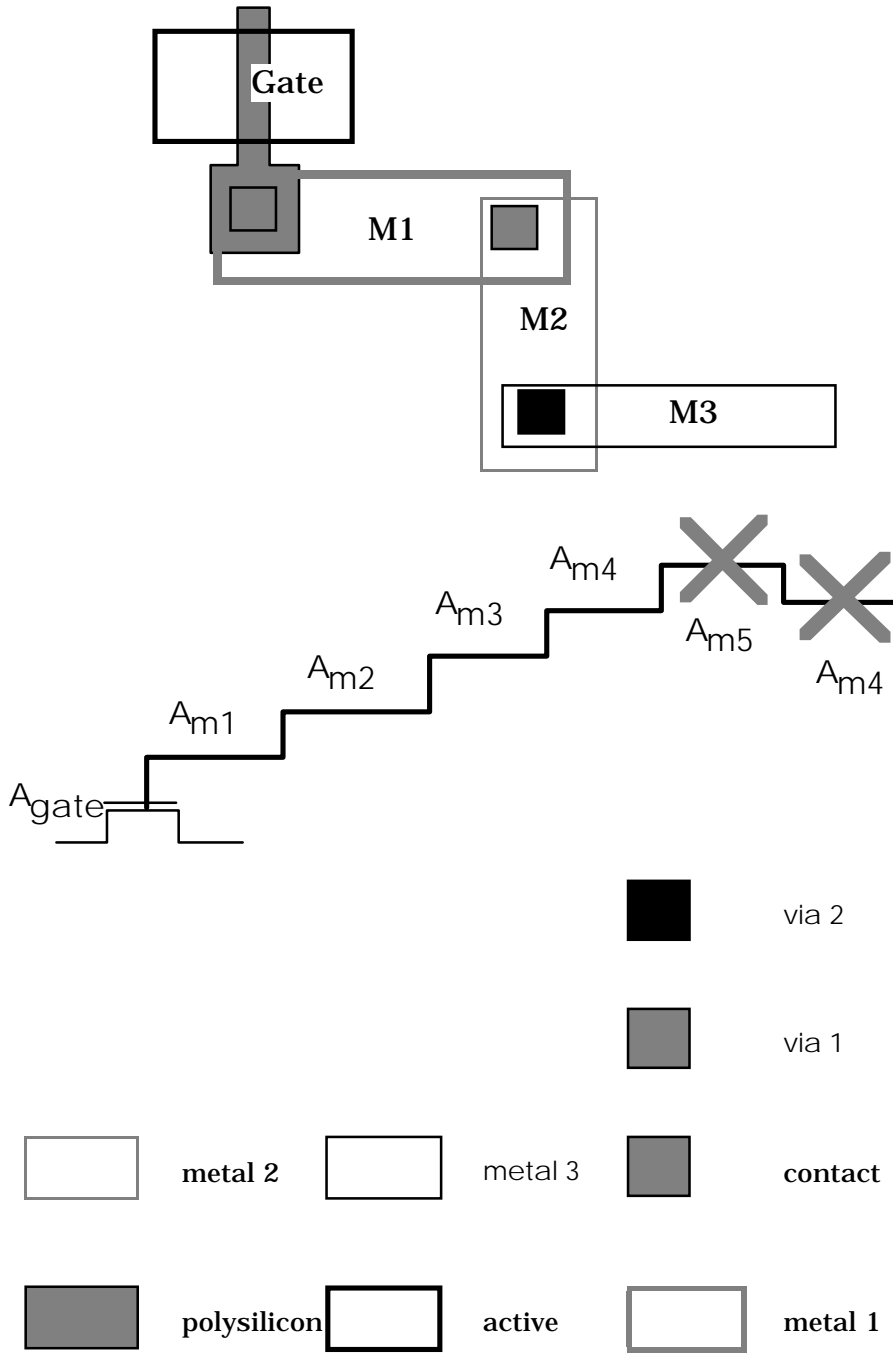 Gate
M1
M2
M3
Am4
Am3
Am5
Am2
Am4
Am1
Agate
via 2
via 1
metal 2 metal 3 contact
polysilicon active metal 1